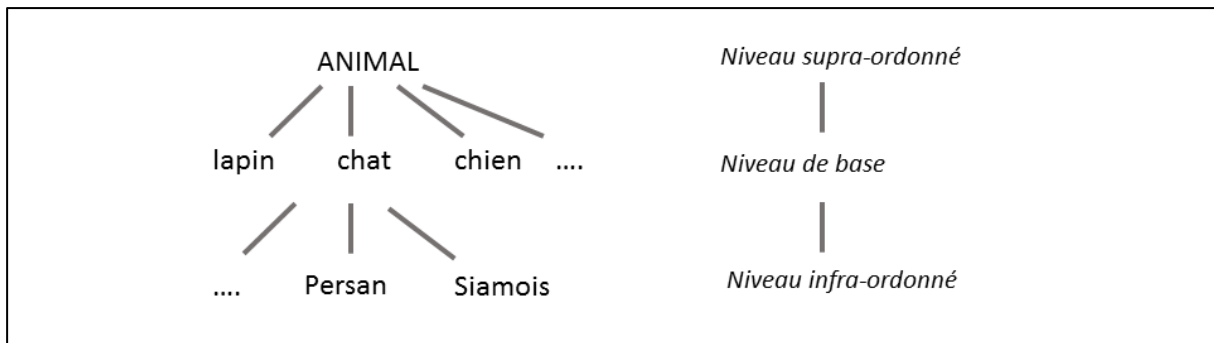 ANIMAL
Niveau supra-ordonné
lapin chat chien ....
Niveau de base
.... Persan Siamois
Niveau infra-ordonné